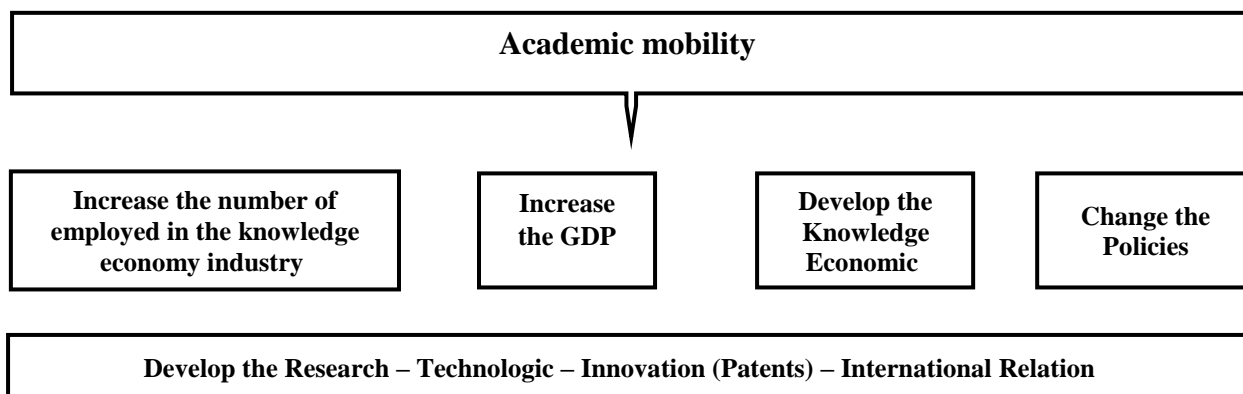 Academic mobility
Increase the number of
employed in the knowledge
economy industry
Increase
the GDP
Develop the
Knowledge
Economic
Change the
Policies
Develop the Research – Technologic – Innovation (Patents) – International Relation